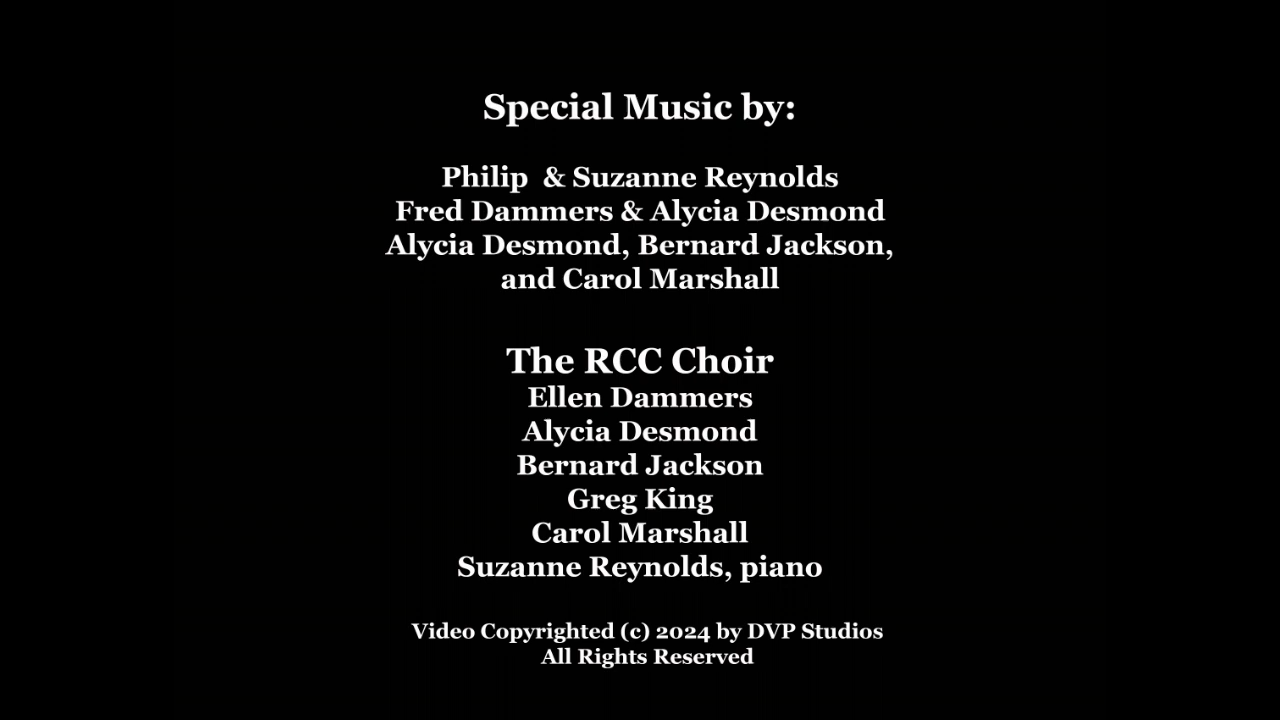 Special Music by:
Philip  & Suzanne Reynolds
Fred Dammers & Alycia Desmond
Alycia Desmond, Bernard Jackson,
and Carol Marshall
The RCC Choir
Ellen Dammers
Alycia Desmond
Bernard Jackson
Greg King
Carol Marshall
Suzanne Reynolds, piano
Video Copyrighted (c) 2024 by DVP Studios
All Rights Reserved